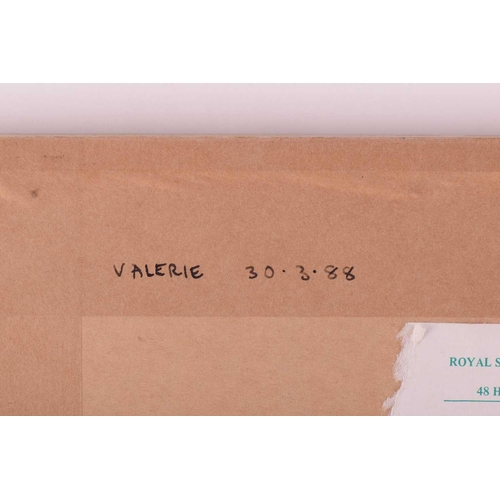 VALERIE 30.3.88
ROYAL S
48 H